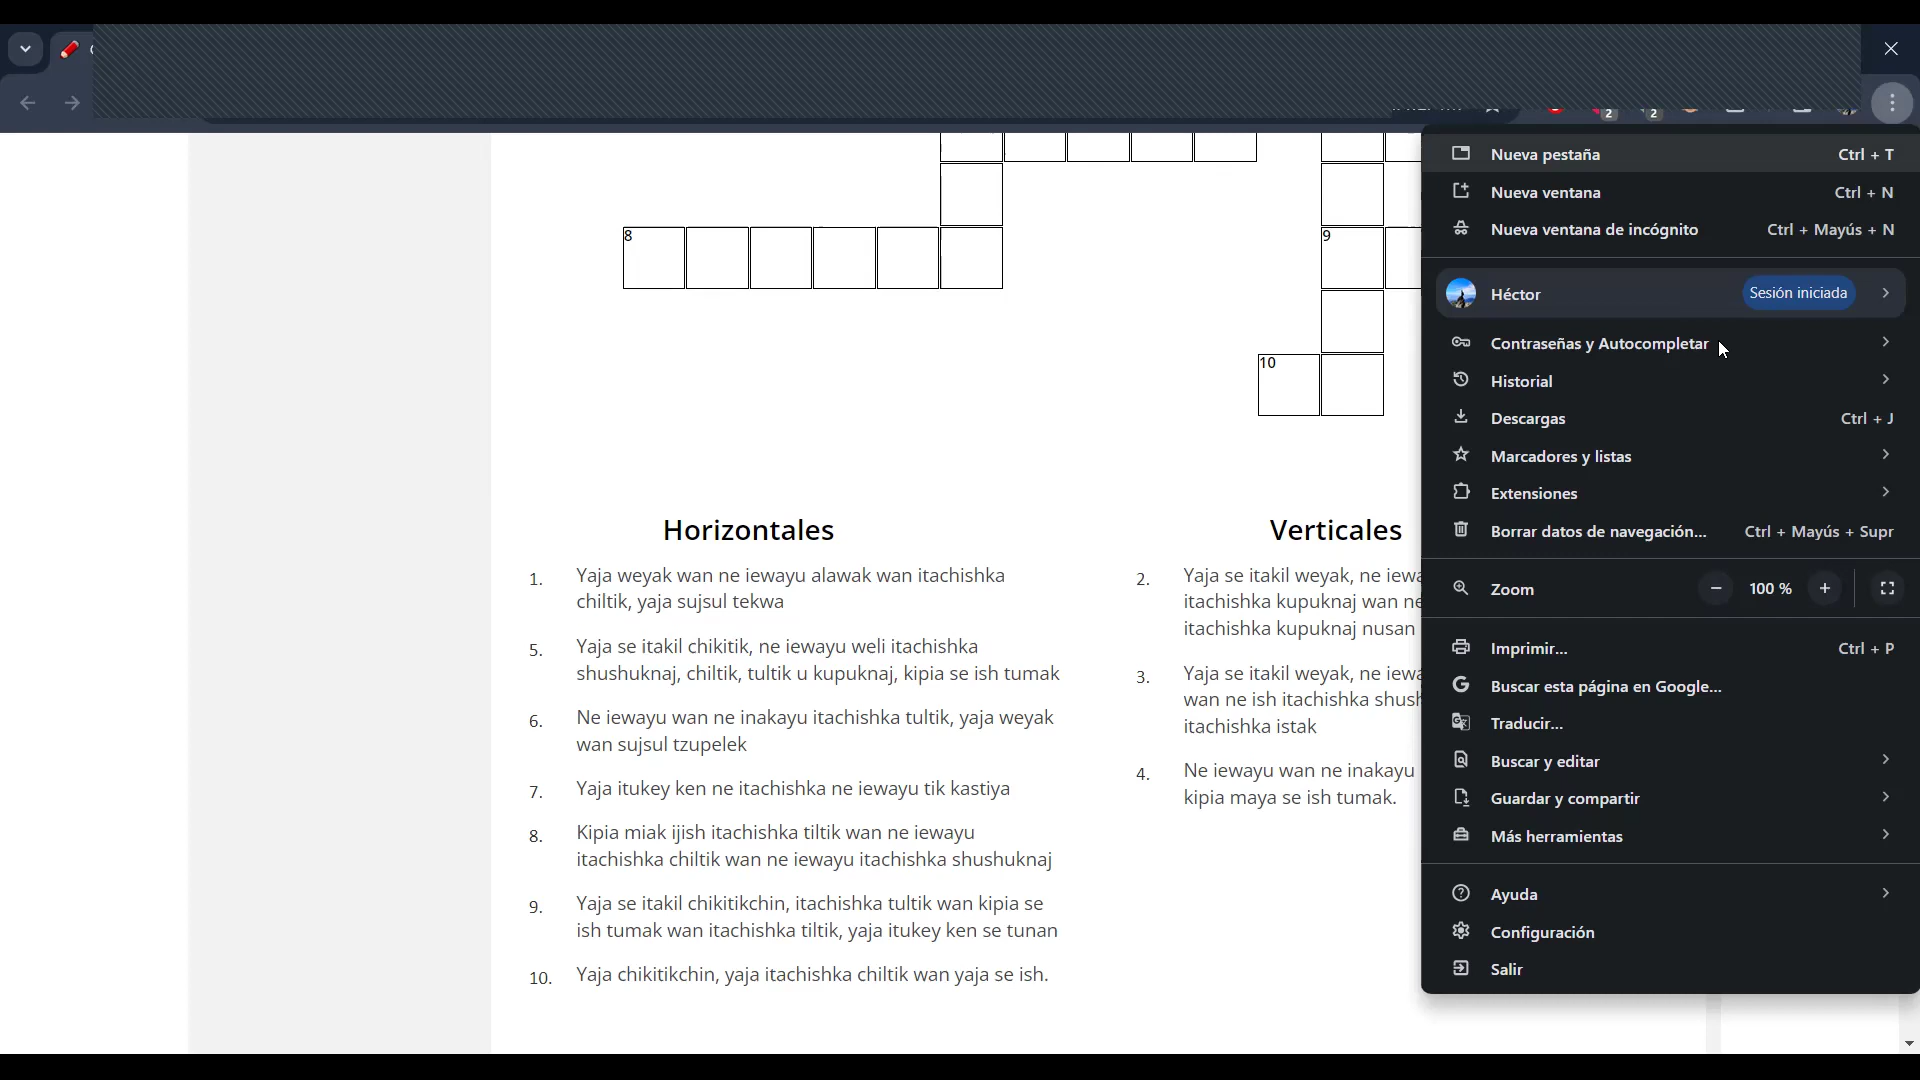 2
2
Nueva pestaña Ctrl + T
Nueva ventana Ctrl + N
Nueva ventana de incógnito Ctrl + Mayús + N
Héctor Sesión iniciada
Contraseñas y Autocompletar
Historial
Descargas Ctrl + J
Marcadores y listas
Extensiones
Borrar datos de navegación... Ctrl + Mayús + Supr
Zoom − 100 % +
Imprimir... Ctrl + P
Buscar esta página en Google...
Traducir...
Buscar y editar
Guardar y compartir
Más herramientas
Ayuda
Configuración
Salir
8
9
10
Horizontales
1. Yaja weyak wan ne iewayu alawak wan itachishka
chiltik, yaja sujsul tekwa
5. Yaja se itakil chikitik, ne iewayu weli itachishka
shushuknaj, chiltik, tultik u kupuknaj, kipia se ish tumak
6. Ne iewayu wan ne inakayu itachishka tultik, yaja weyak
wan sujsul tzupelek
7. Yaja itukey ken ne itachishka ne iewayu tik kastiya
8. Kipia miak ijish itachishka tiltik wan ne iewayu
itachishka chiltik wan ne iewayu itachishka shushuknaj
9. Yaja se itakil chikitikchin, itachishka tultik wan kipia se
ish tumak wan itachishka tiltik, yaja itukey ken se tunan
10. Yaja chikitikchin, yaja itachishka chiltik wan yaja se ish.
Verticales
2. Yaja se itakil weyak, ne
itachishka kupuknaj wan ne
itachishka kupuknaj nusan
3. Yaja se itakil weyak, ne
wan ne ish itachishka
itachishka istak
4. Ne iewayu wan ne inakayu
kipia maya se ish tumak.